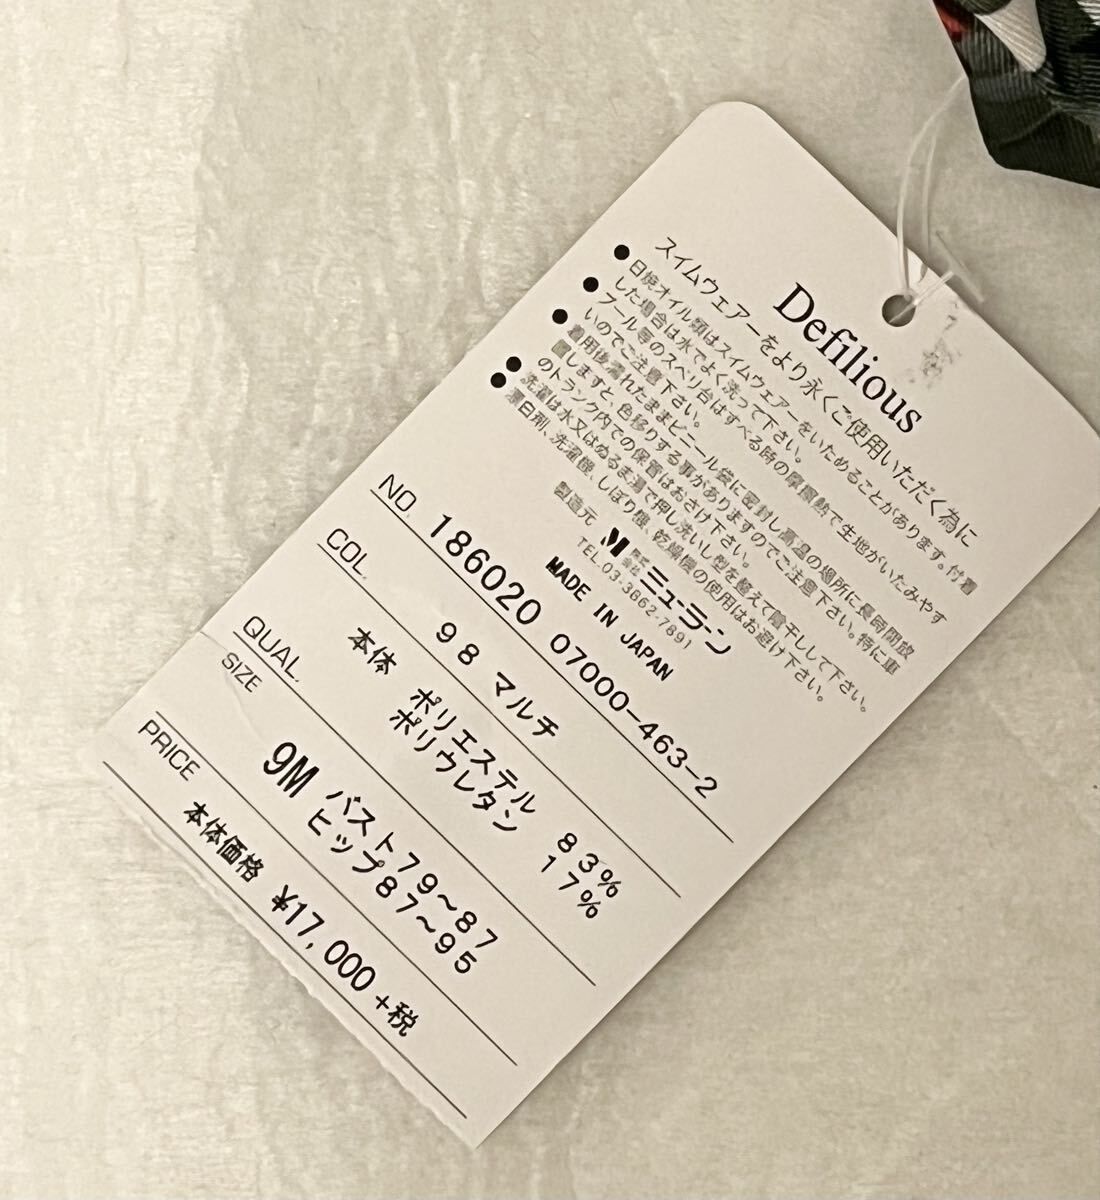 Defilious
スイムウェアーをより永くご使用いただく為に
● 日焼オイル類はスイムウェアーをいためることがあります。付着
した場合は水でよく洗って下さい。
● プール等のスベリ台はすべる時の摩擦熱で生地がいたみやす
いのでご注意下さい。
● 着用後濡れたままビニール袋に密封し高温の場所に長時間放
置しますと、色移りする事がありますのでご注意下さい。特に車
のトランク内での保管はおさけ下さい。
● 洗濯は水又はぬるま湯で押し洗いし型を整えて陰干しして下さい。
● 漂白剤、洗濯機、しぼり機、乾燥機の使用はお避け下さい。
製造元 M 株式会社 ミューラーン
TEL.03-3862-7891
MADE IN JAPAN
NO. 186020 07000-463-2
COL. 98 マルチ
QUAL. 本体 ポリエステル 83%
ポリウレタン 17%
SIZE 9M バスト79〜87
ヒップ87〜95
PRICE 本体価格 ¥17,000+税